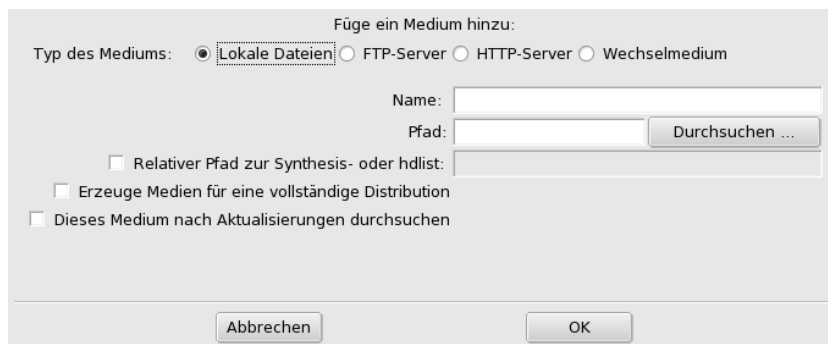 Füge ein Medium hinzu:
Typ des Mediums: Lokale Dateien FTP-Server HTTP-Server Wechselmedium
Name:
Pfad: Durchsuchen ...
Relativer Pfad zur Synthesis- oder hdlist:
Erzeuge Medien für eine vollständige Distribution
Dieses Medium nach Aktualisierungen durchsuchen
Abbrechen OK